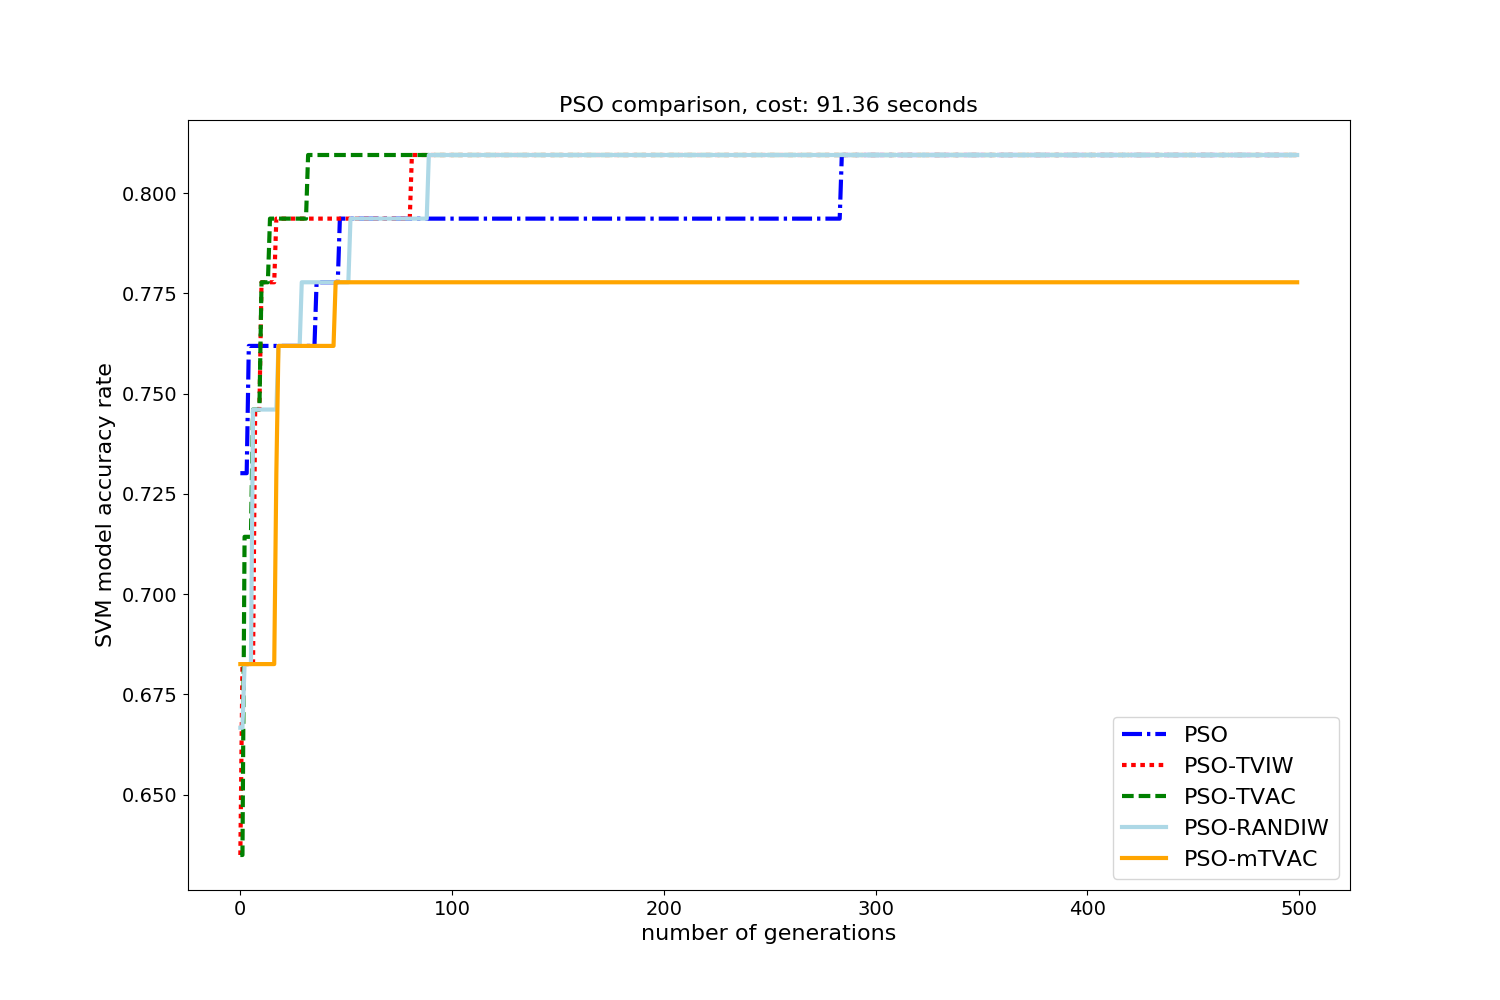 PSO comparison, cost: 91.36 seconds
SVM model accuracy rate
0.800
0.775
0.750
0.725
0.700
0.675
0.650
0 100 200 300 400 500
number of generations
PSO
PSO-TVIW
PSO-TVAC
PSO-RANDIW
PSO-mTVAC